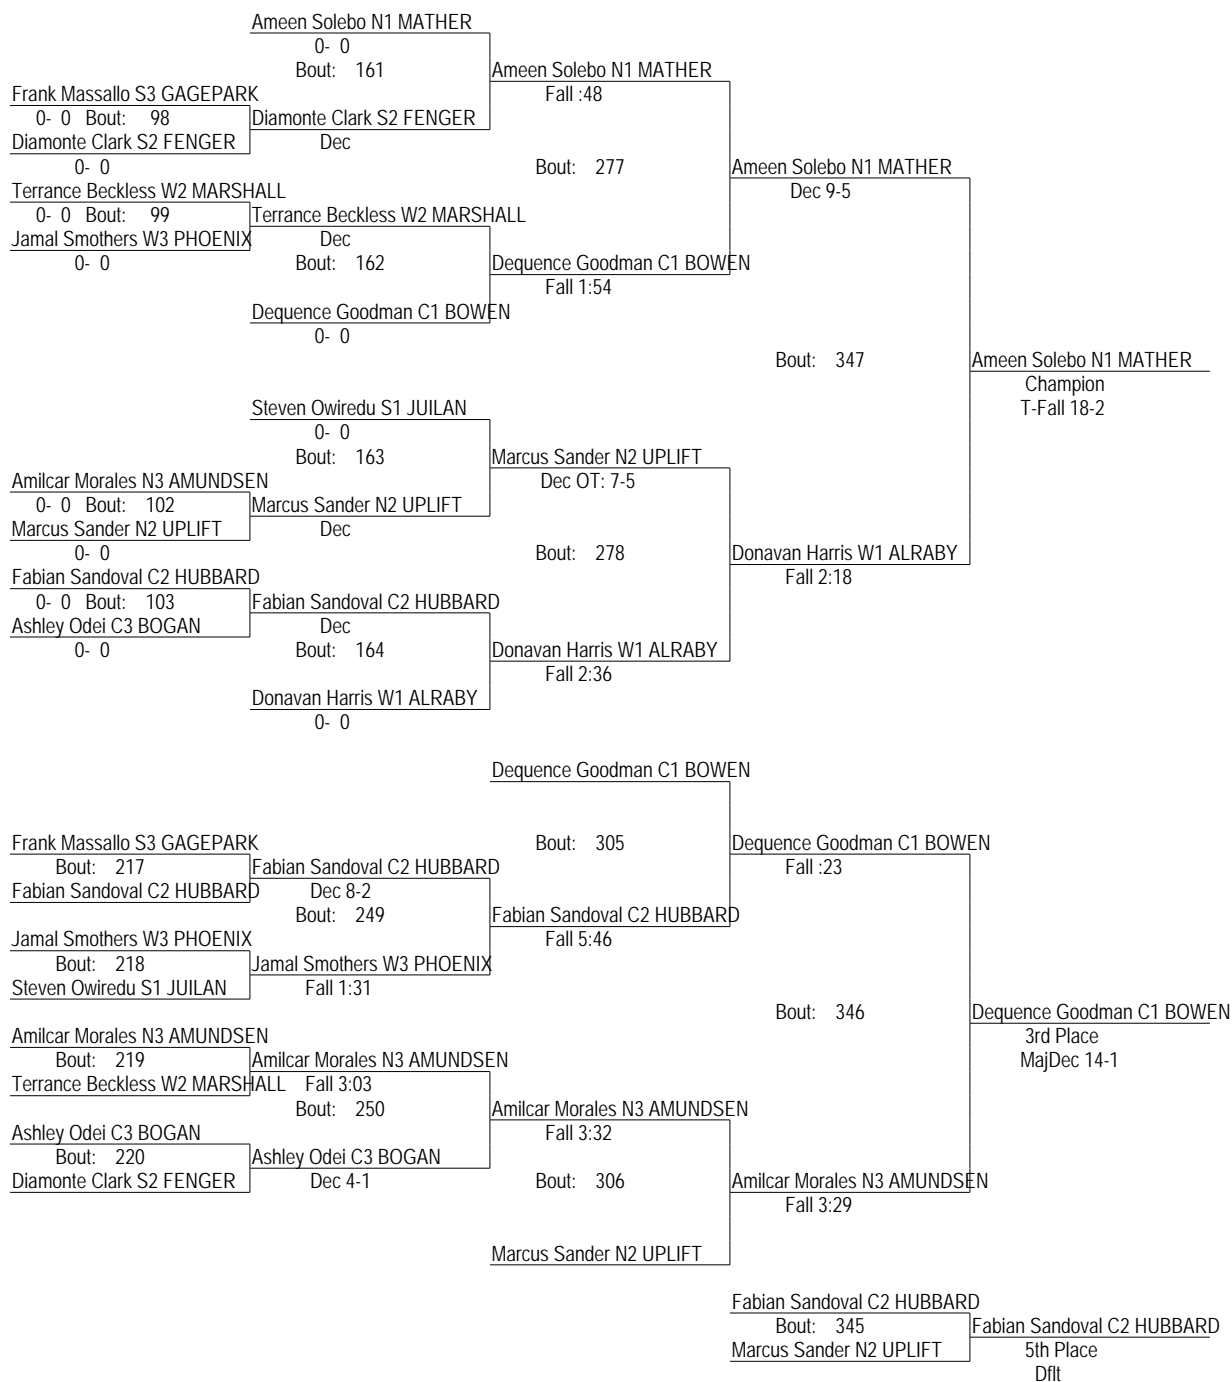 Ameen Solebo N1 MATHER
0- 0
Bout: 161
Ameen Solebo N1 MATHER
Frank Massallo S3 GAGEPARK
Fall :48
0- 0 Bout: 98
Diamonte Clark S2 FENGER
Diamonte Clark S2 FENGER
Dec
0- 0
Bout: 277
Ameen Solebo N1 MATHER
Terrance Beckless W2 MARSHALL
Dec 9-5
0- 0 Bout: 99
Terrance Beckless W2 MARSHALL
Jamal Smothers W3 PHOENIX
Dec
0- 0
Bout: 162
Dequence Goodman C1 BOWEN
Fall 1:54
Dequence Goodman C1 BOWEN
0- 0
Bout: 347
Ameen Solebo N1 MATHER
Champion
T-Fall 18-2
Steven Owiredu S1 JUILAN
0- 0
Bout: 163
Marcus Sander N2 UPLIFT
Amilcar Morales N3 AMUNDSEN
Dec OT: 7-5
0- 0 Bout: 102
Marcus Sander N2 UPLIFT
Marcus Sander N2 UPLIFT
Dec
0- 0
Bout: 278
Donavan Harris W1 ALRABY
Fabian Sandoval C2 HUBBARD
Fall 2:18
0- 0 Bout: 103
Fabian Sandoval C2 HUBBARD
Ashley Odei C3 BOGAN
Dec
0- 0
Bout: 164
Donavan Harris W1 ALRABY
Fall 2:36
Donavan Harris W1 ALRABY
0- 0
Dequence Goodman C1 BOWEN
Frank Massallo S3 GAGEPARK
Bout: 305
Dequence Goodman C1 BOWEN
Bout: 217
Fabian Sandoval C2 HUBBARD
Fall :23
Fabian Sandoval C2 HUBBARD
Dec 8-2
Bout: 249
Fabian Sandoval C2 HUBBARD
Jamal Smothers W3 PHOENIX
Fall 5:46
Bout: 218
Jamal Smothers W3 PHOENIX
Steven Owiredu S1 JUILAN
Fall 1:31
Bout: 346
Dequence Goodman C1 BOWEN
Amilcar Morales N3 AMUNDSEN
3rd Place
Bout: 219
Amilcar Morales N3 AMUNDSEN
MajDec 14-1
Terrance Beckless W2 MARSHALL
Fall 3:03
Bout: 250
Amilcar Morales N3 AMUNDSEN
Ashley Odei C3 BOGAN
Fall 3:32
Bout: 220
Ashley Odei C3 BOGAN
Diamonte Clark S2 FENGER
Dec 4-1
Bout: 306
Amilcar Morales N3 AMUNDSEN
Fall 3:29
Marcus Sander N2 UPLIFT
Fabian Sandoval C2 HUBBARD
Bout: 345
Fabian Sandoval C2 HUBBARD
Marcus Sander N2 UPLIFT
5th Place
Dflt